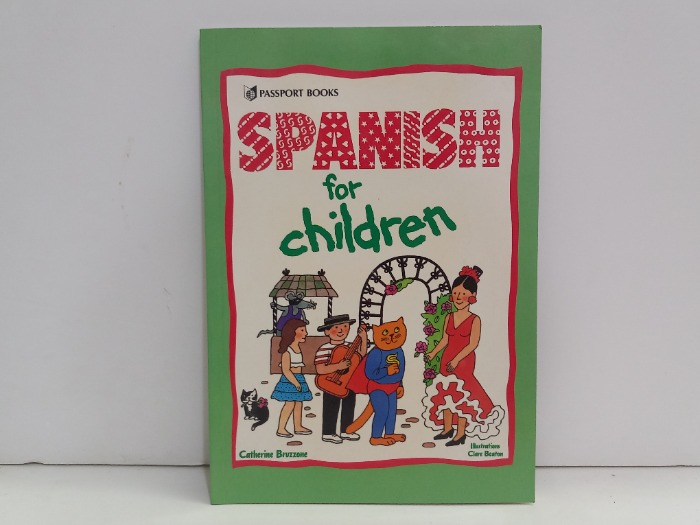 PASSPORT BOOKS
SPANISH
for
children
Catherine Bruzzone
Illustrations
Clare Beaton